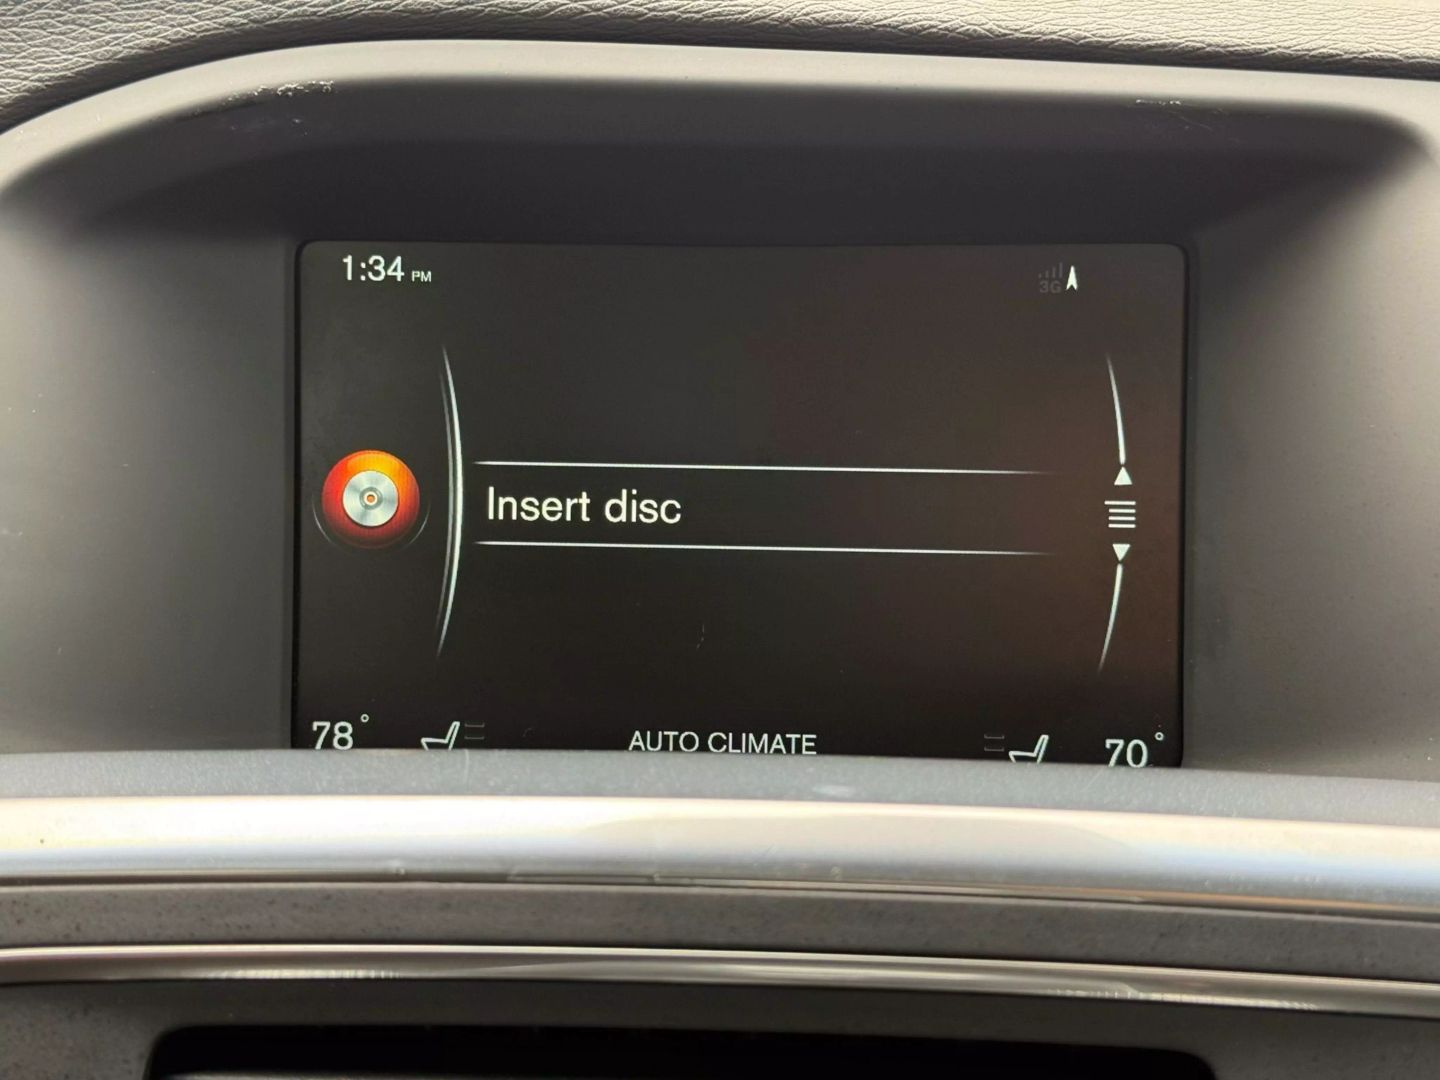 1:34 PM
3G
Insert disc
78° AUTO CLIMATE 70°